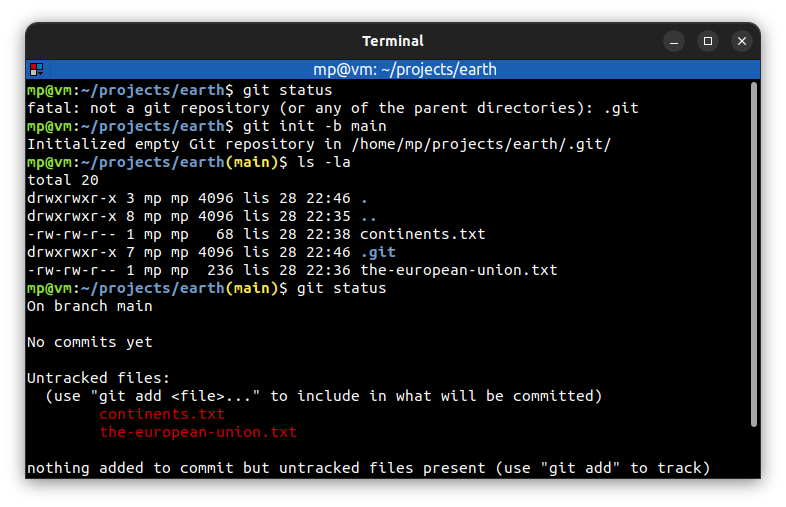 Terminal
mp@vm: ~/projects/earth
mp@vm:~/projects/earth$ git status
fatal: not a git repository (or any of the parent directories): .git
mp@vm:~/projects/earth$ git init -b main
Initialized empty Git repository in /home/mp/projects/earth/.git/
mp@vm:~/projects/earth(main)$ ls -la
total 20
drwxrwxr-x 3 mp mp 4096 lis 28 22:46 .
drwxrwxr-x 8 mp mp 4096 lis 28 22:35 ..
-rw-rw-r-- 1 mp mp   68 lis 28 22:38 continents.txt
drwxrwxr-x 7 mp mp 4096 lis 28 22:46 .git
-rw-rw-r-- 1 mp mp  236 lis 28 22:36 the-european-union.txt
mp@vm:~/projects/earth(main)$ git status
On branch main
No commits yet
Untracked files:
  (use "git add <file>..." to include in what will be committed)
        continents.txt
        the-european-union.txt
nothing added to commit but untracked files present (use "git add" to track)